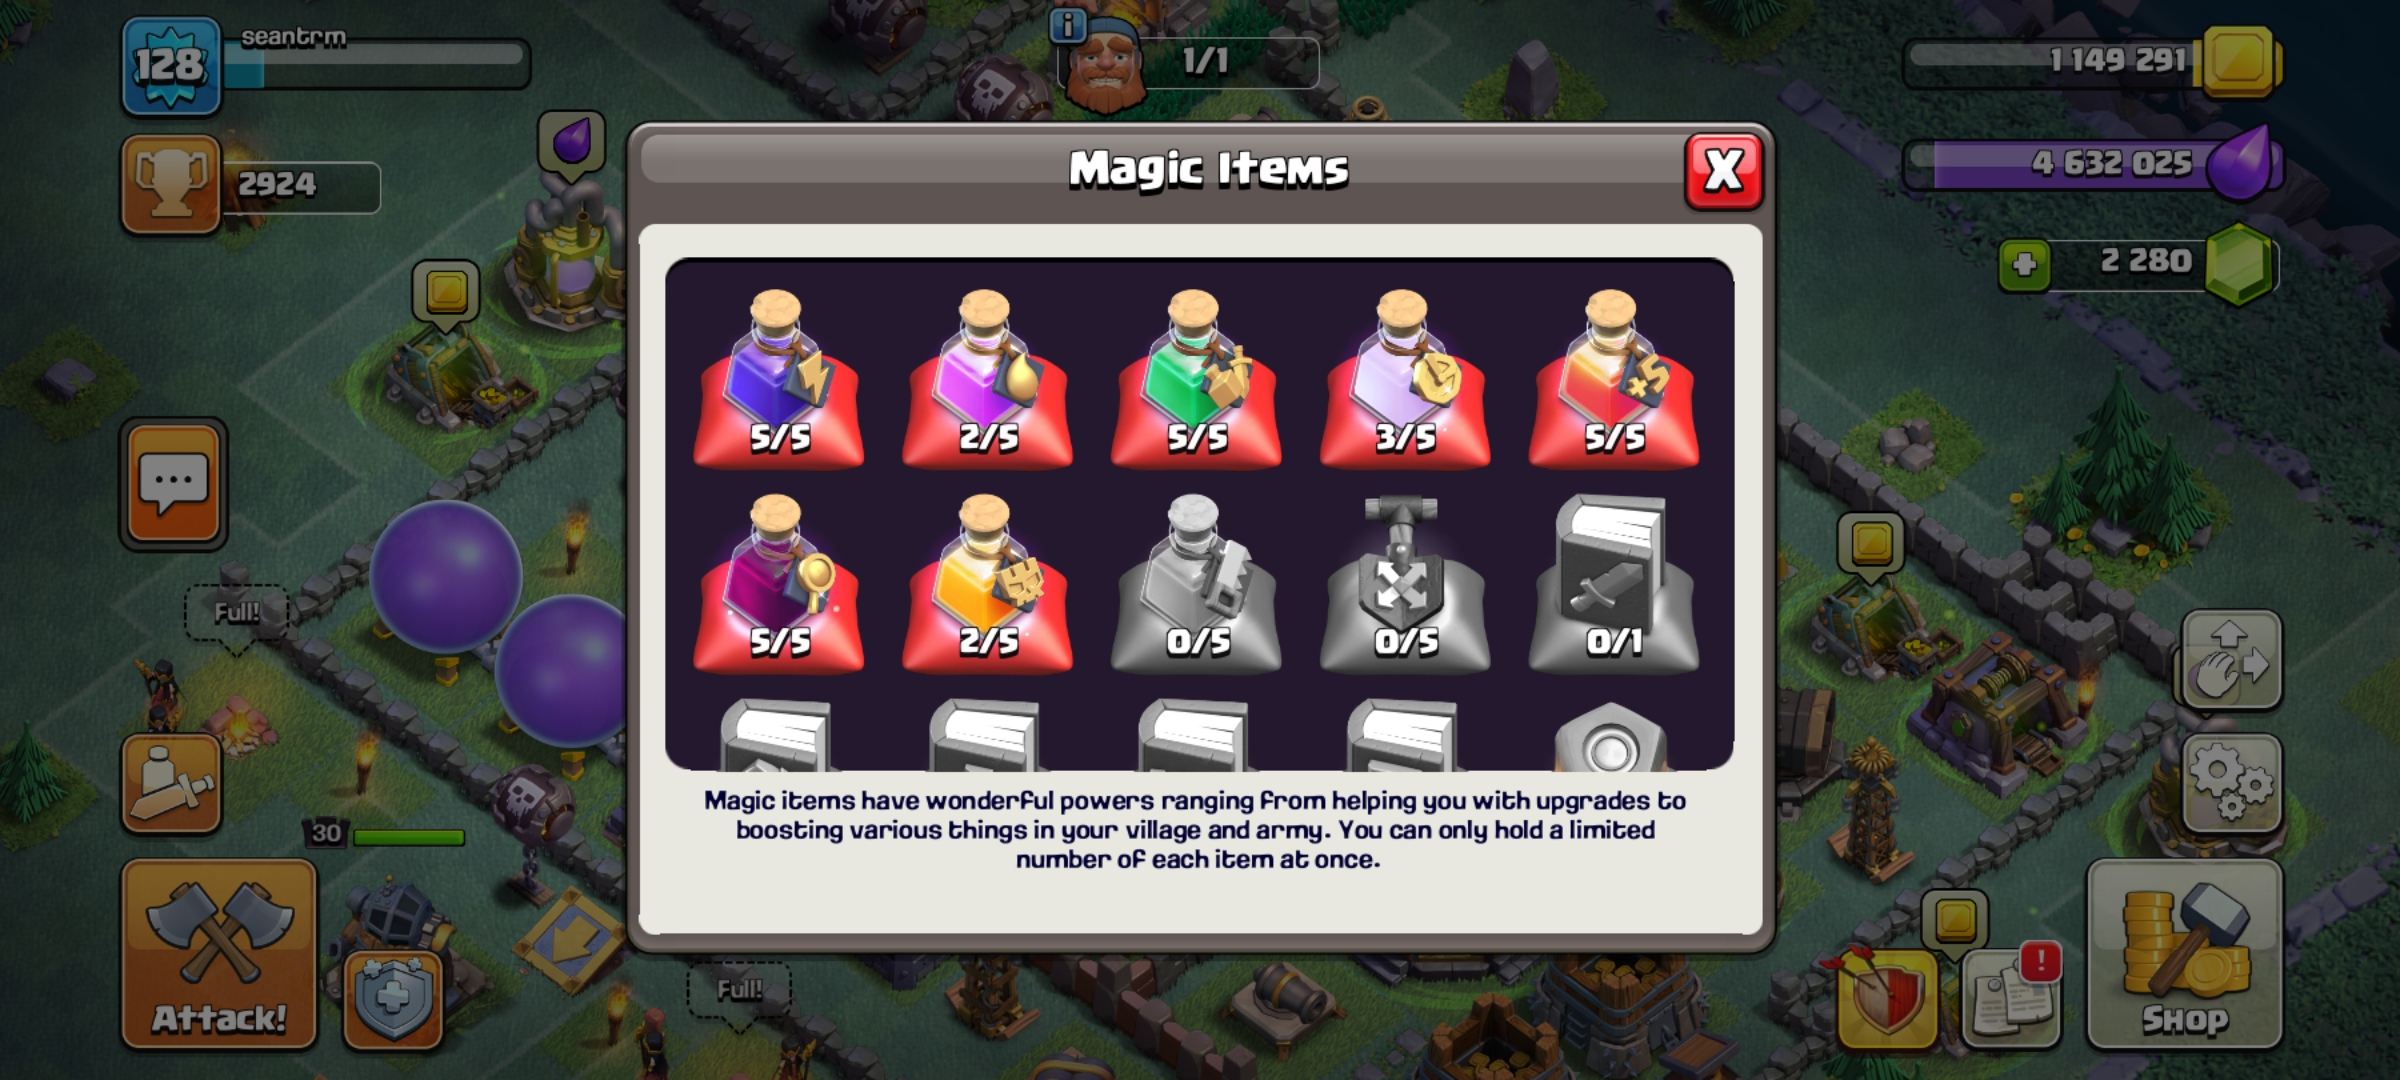 128
seantrm
1/1
1 149 291
2924
4 632 025
2 280
Magic Items
X
5/5
2/5
5/5
3/5
x5
5/5
5/5
2/5
0/5
0/5
0/1
Full!
Magic items have wonderful powers ranging from helping you with upgrades to
boosting various things in your village and army. You can only hold a limited
number of each item at once.
30
Full!
Attack!
!
Shop